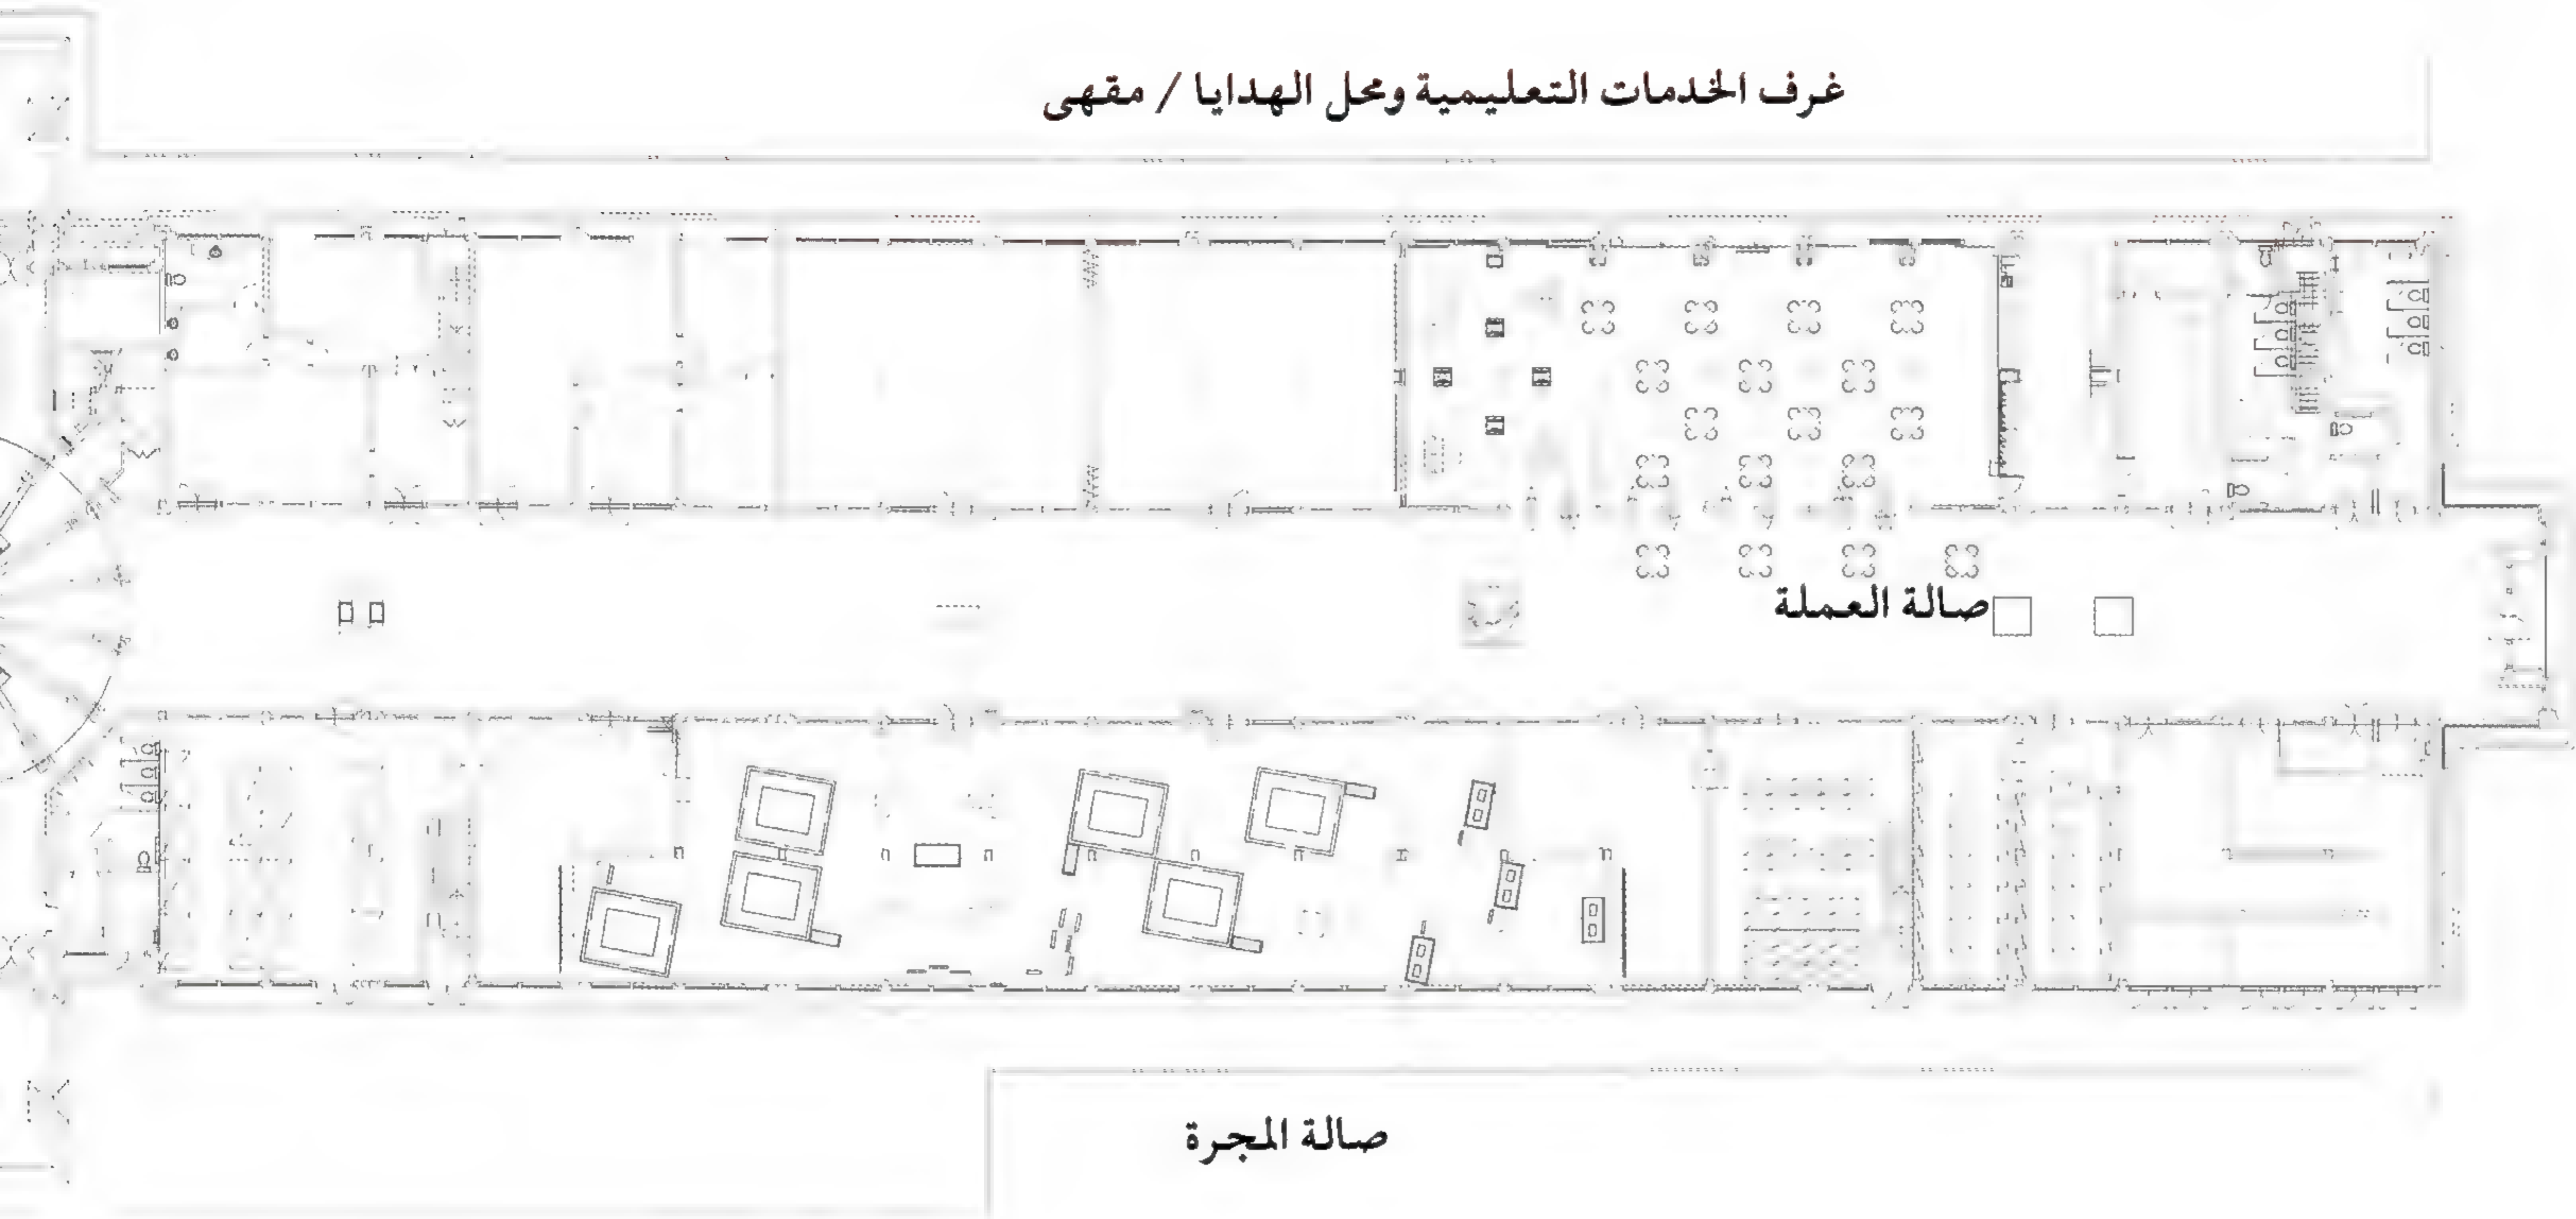 غرف الخدمات التعليمية ومحل الهدايا / مقهى
صالة العملة
صالة المجرة